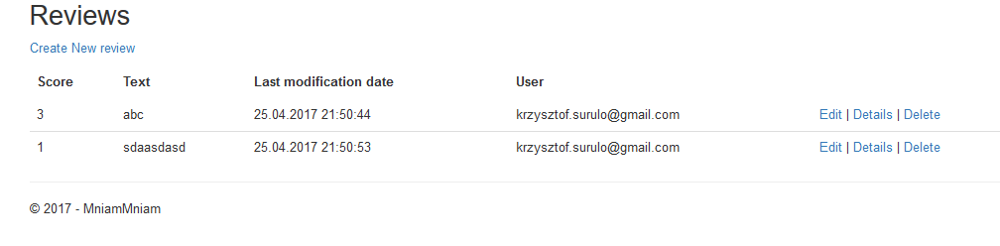 Reviews
Create New review
Score Text Last modification date User
3 abc 25.04.2017 21:50:44 krzysztof.surulo@gmail.com Edit | Details | Delete
1 sdaasdasd 25.04.2017 21:50:53 krzysztof.surulo@gmail.com Edit | Details | Delete
© 2017 - MniamMniam